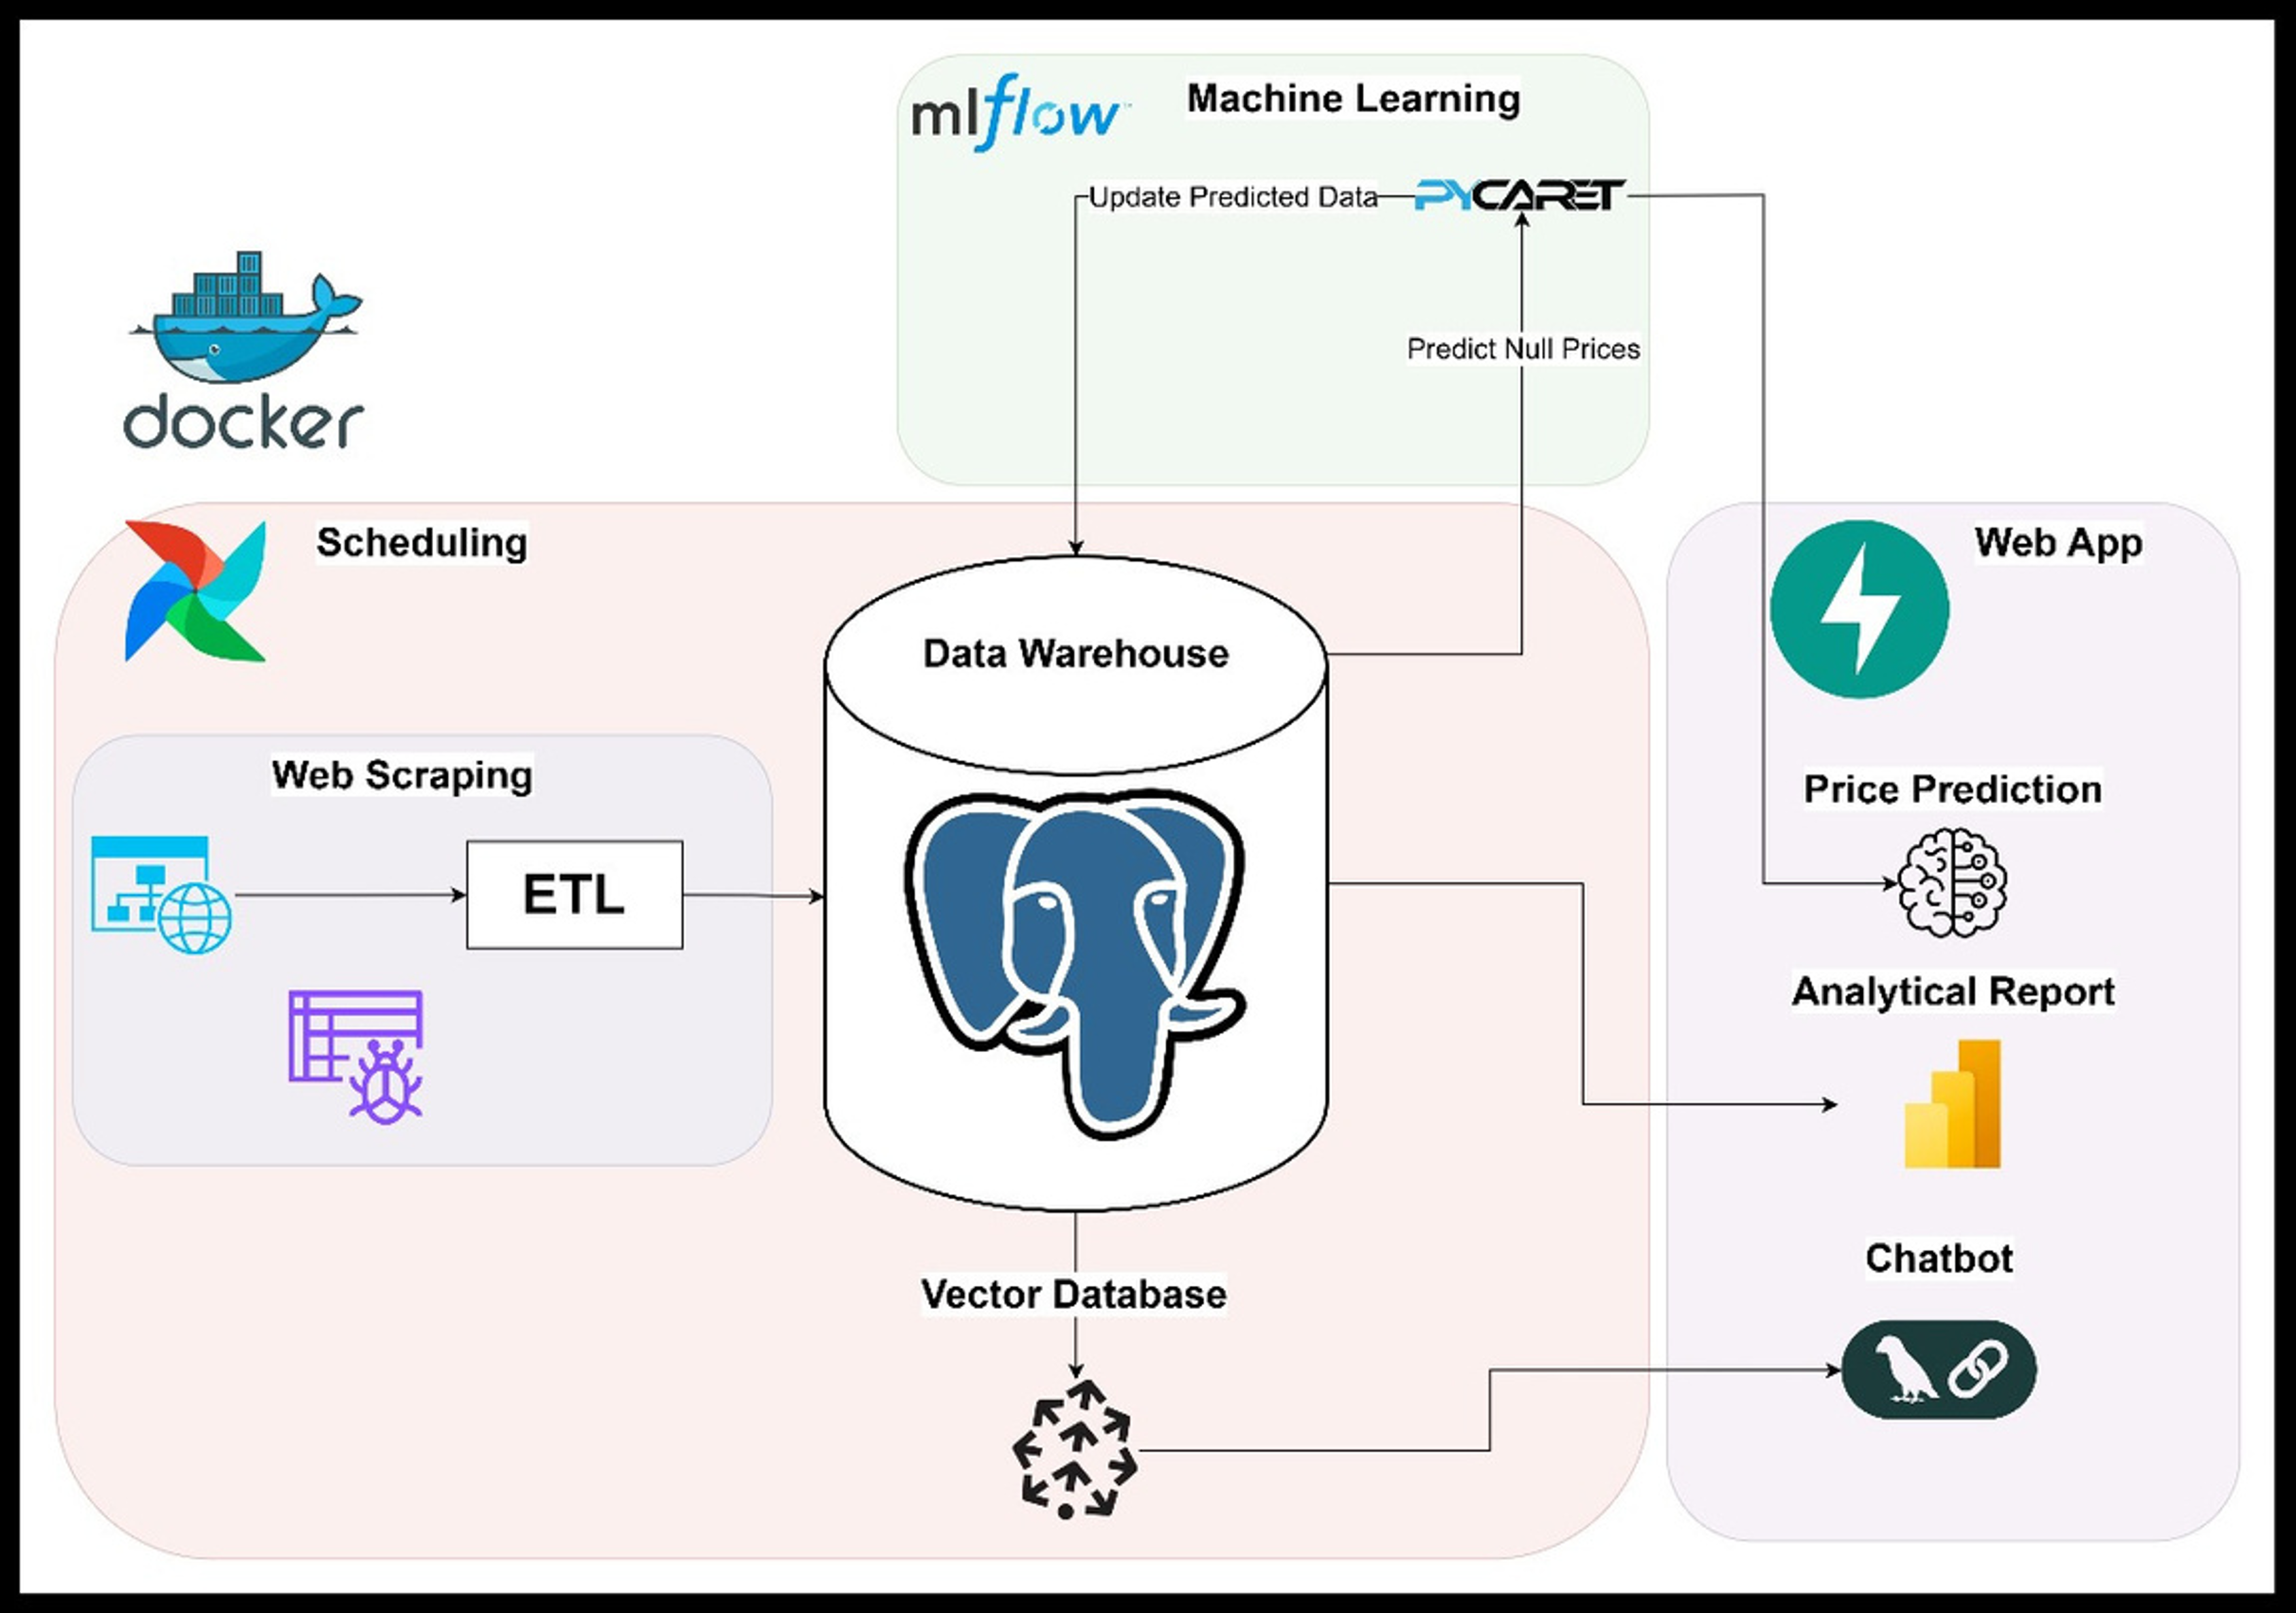 mlflow
Machine Learning
Update Predicted Data
PYCARET
Predict Null Prices
docker
Scheduling
Web App
Data Warehouse
Web Scraping
Price Prediction
ETL
Analytical Report
Chatbot
Vector Database